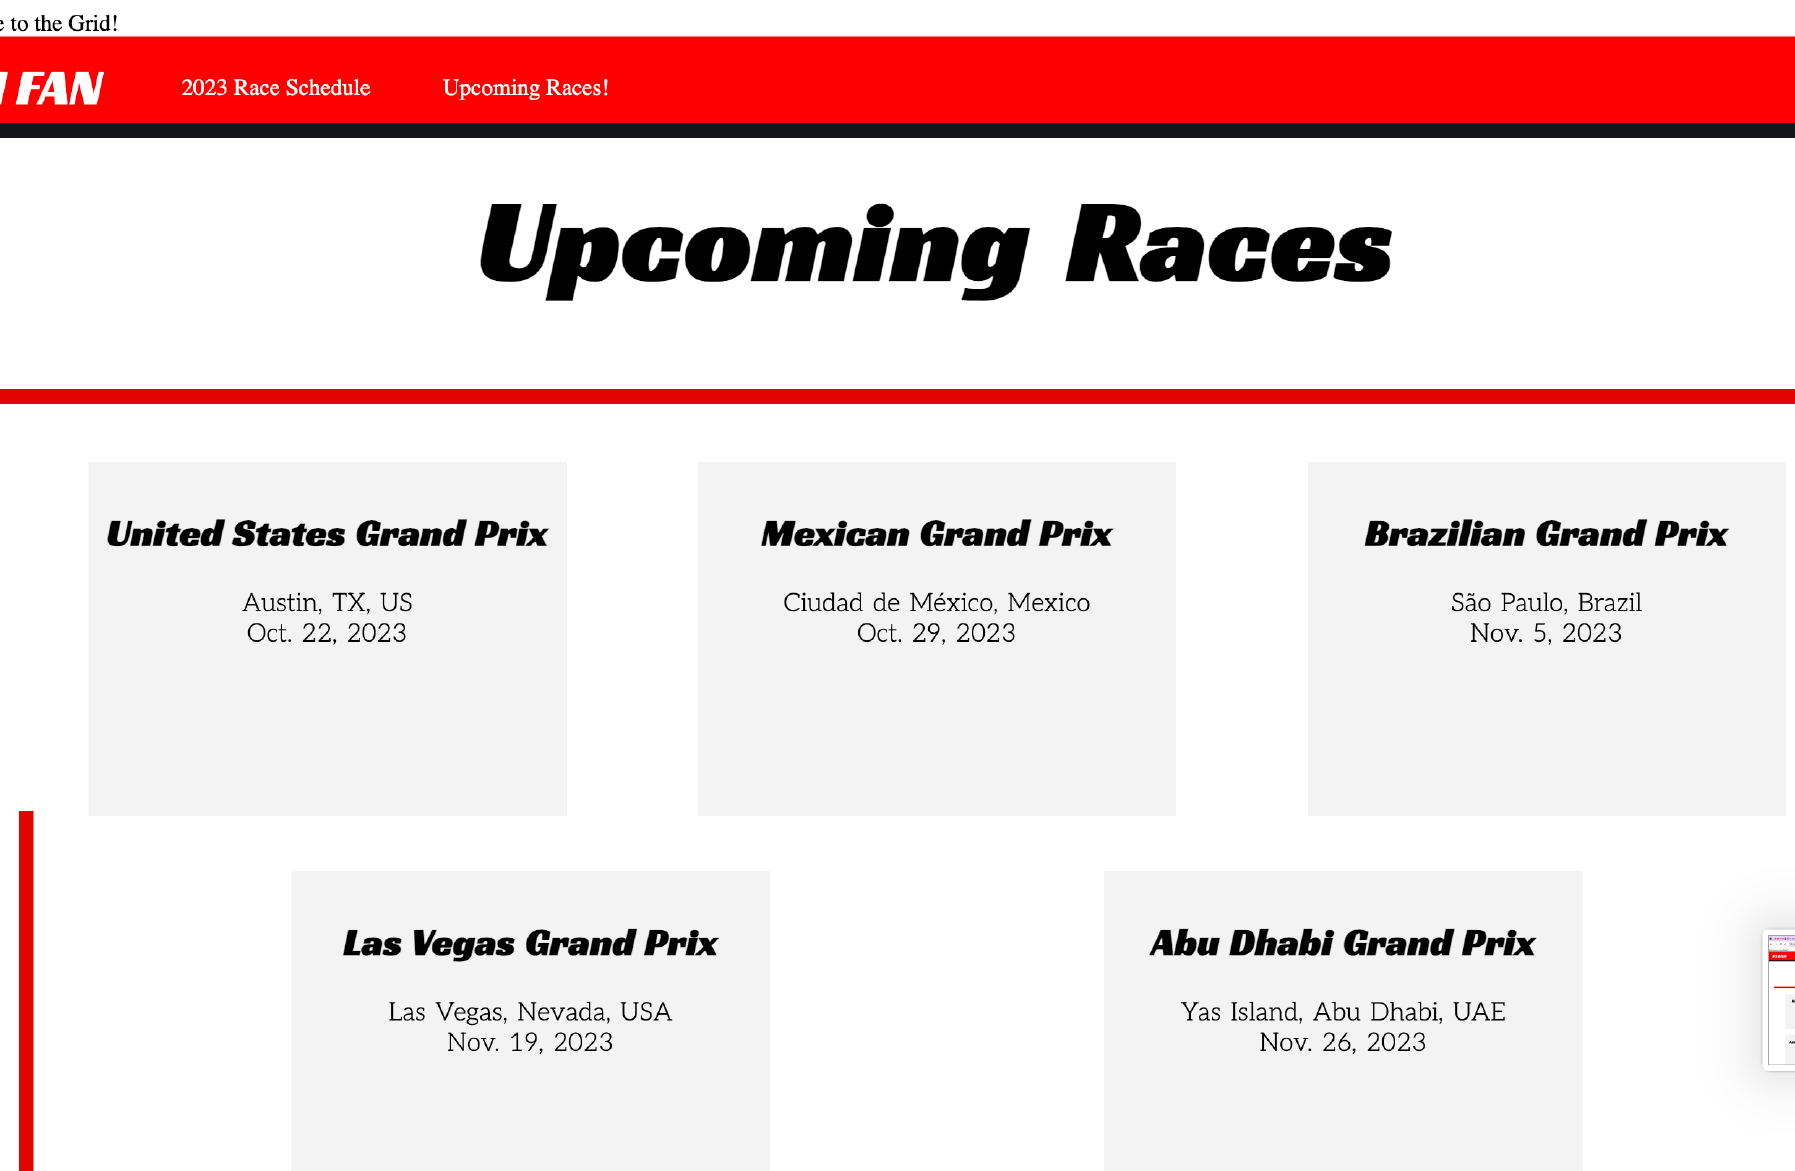 to the Grid!
FAN
2023 Race Schedule
Upcoming Races!
Upcoming Races
United States Grand Prix
Austin, TX, US
Oct. 22, 2023
Mexican Grand Prix
Ciudad de México, Mexico
Oct. 29, 2023
Brazilian Grand Prix
São Paulo, Brazil
Nov. 5, 2023
Las Vegas Grand Prix
Las Vegas, Nevada, USA
Nov. 19, 2023
Abu Dhabi Grand Prix
Yas Island, Abu Dhabi, UAE
Nov. 26, 2023